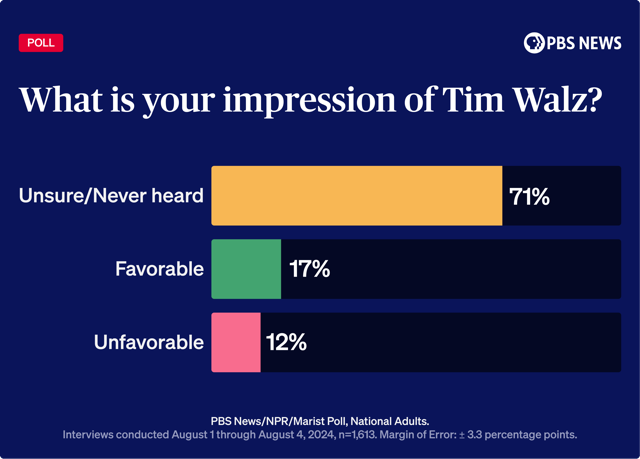 POLL
PBS NEWS
What is your impression of Tim Walz?
Unsure/Never heard 71%
Favorable 17%
Unfavorable 12%
PBS News/NPR/Marist Poll, National Adults.
Interviews conducted August 1 through August 4, 2024, n=1,613. Margin of Error: ± 3.3 percentage points.